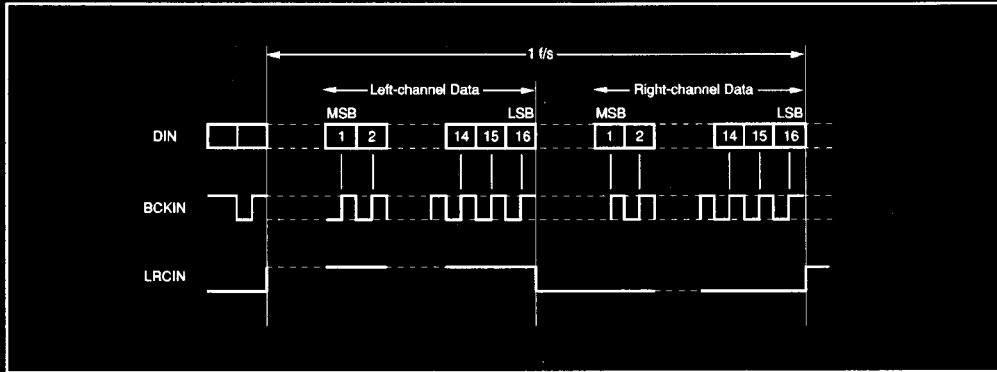 1 f/s
Left-channel Data Right-channel Data
MSB LSB MSB LSB
DIN 1 2 14 15 16 1 2 14 15 16
BCKIN
LRCIN